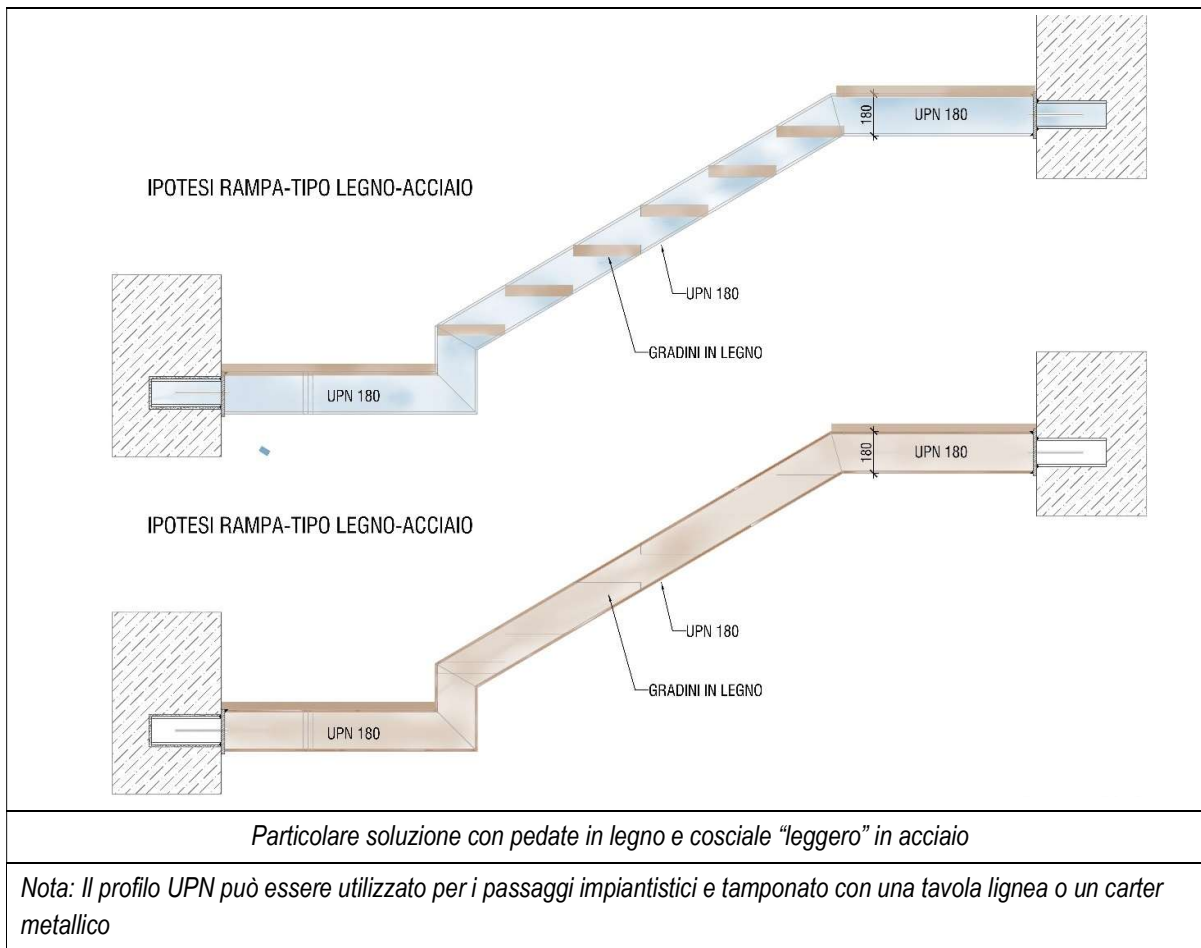 180
UPN 180
IPOTESI RAMPA-TIPO LEGNO-ACCIAIO
UPN 180
GRADINI IN LEGNO
UPN 180
180
UPN 180
IPOTESI RAMPA-TIPO LEGNO-ACCIAIO
UPN 180
GRADINI IN LEGNO
UPN 180
Particolare soluzione con pedate in legno e cosciale “leggero” in acciaio
Nota: Il profilo UPN può essere utilizzato per i passaggi impiantistici e tamponato con una tavola lignea o un carter
metallico